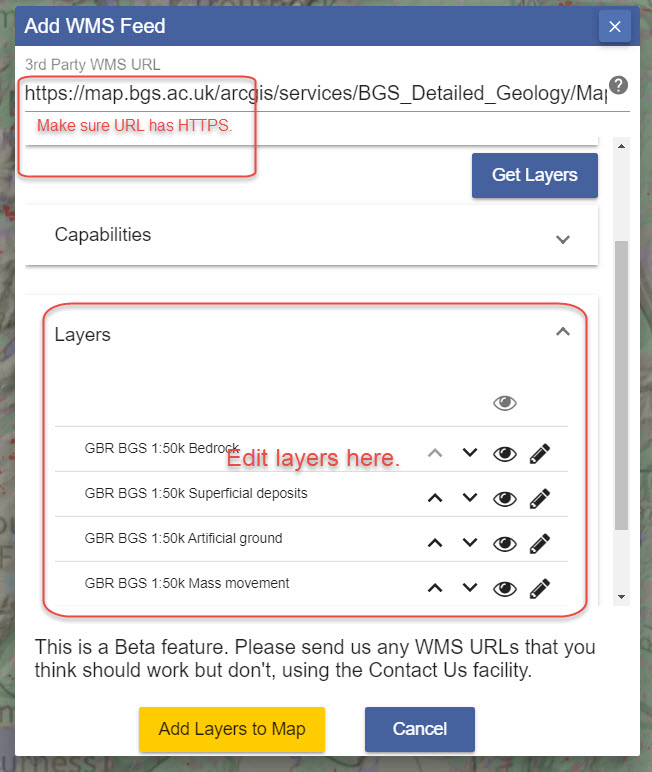 Add WMS Feed
3rd Party WMS URL
https://map.bgs.ac.uk/arcgis/services/BGS_Detailed_Geology/Map
Make sure URL has HTTPS.
Get Layers
Capabilities
Layers
GBR BGS 1:50k Bedrock
Edit layers here.
GBR BGS 1:50k Superficial deposits
GBR BGS 1:50k Artificial ground
GBR BGS 1:50k Mass movement
This is a Beta feature. Please send us any WMS URLs that you
think should work but don't, using the Contact Us facility.
Add Layers to Map
Cancel